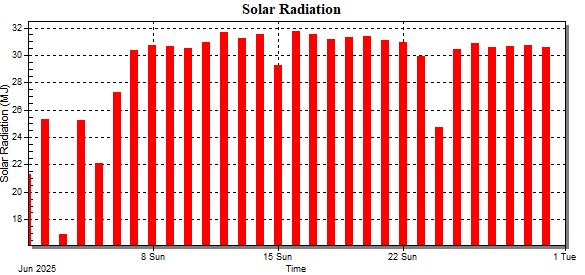 Solar Radiation
32
30
28
26
24
22
20
18
Solar Radiation (MJ)
8 Sun
15 Sun
22 Sun
1 Tue
Jun 2025
Time